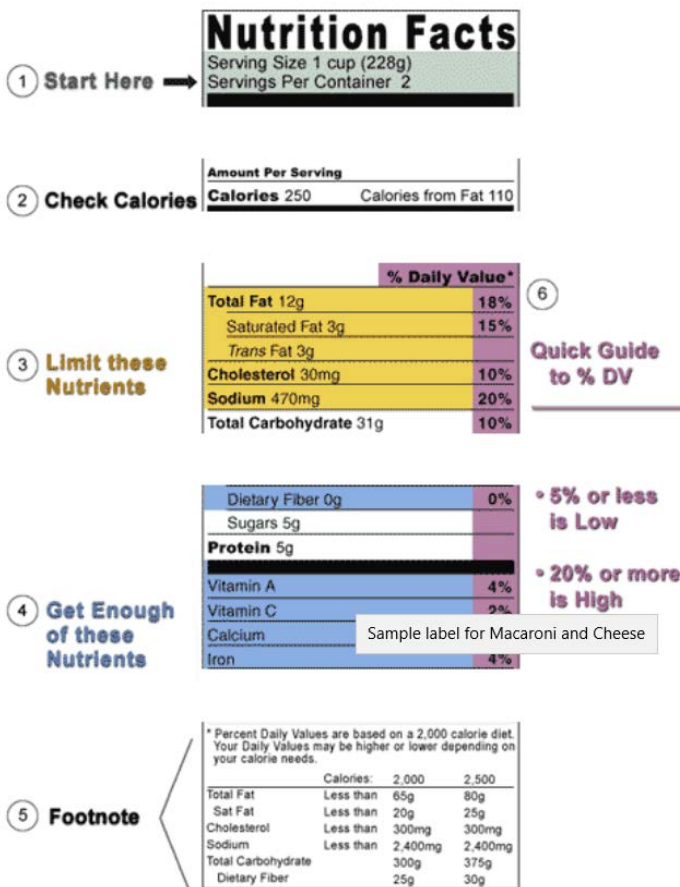 Nutrition Facts
Serving Size 1 cup (228g)
Servings Per Container 2
1 Start Here
Amount Per Serving
2 Check Calories
Calories 250 Calories from Fat 110
% Daily Value*
Total Fat 12g 18%
Saturated Fat 3g 15%
Trans Fat 3g
Cholesterol 30mg 10%
Sodium 470mg 20%
Total Carbohydrate 31g 10%
3 Limit these
Nutrients
6
Quick Guide
to % DV
Dietary Fiber 0g 0%
Sugars 5g
Protein 5g
Vitamin A 4%
Vitamin C 2%
Calcium
Iron 4%
4 Get Enough
of these
Nutrients
• 5% or less
is Low
• 20% or more
is High
Sample label for Macaroni and Cheese
5 Footnote
* Percent Daily Values are based on a 2,000 calorie diet.
Your Daily Values may be higher or lower depending on
your calorie needs.
Calories: 2,000 2,500
Total Fat Less than 65g 80g
Sat Fat Less than 20g 25g
Cholesterol Less than 300mg 300mg
Sodium Less than 2,400mg 2,400mg
Total Carbohydrate 300g 375g
Dietary Fiber 25g 30g